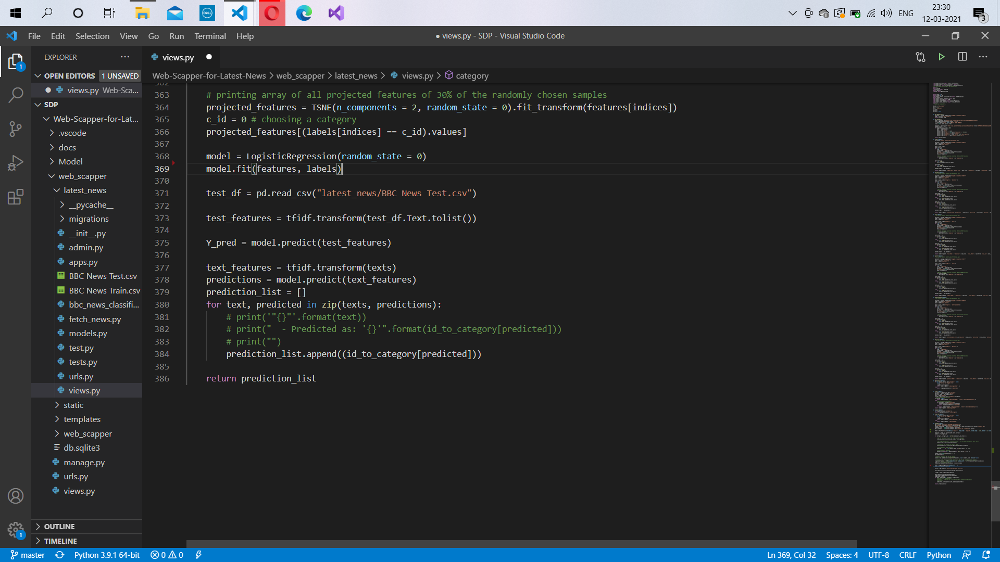 DELL
ENG
23:30
12-03-2021
3
File Edit Selection View Go Run Terminal Help
● views.py - SDP - Visual Studio Code
EXPLORER
views.py
1
OPEN EDITORS 1 UNSAVED
views.py Web-Sca...
SDP
Web-Scapper-for-Lat...
.vscode
docs
Model
web_scapper
latest_news
__pycache__
migrations
__init__.py
admin.py
apps.py
BBC News Test.csv
BBC News Train.csv
bbc_news_classifi...
fetch_news.py
models.py
test.py
tests.py
urls.py
views.py
static
templates
web_scapper
db.sqlite3
manage.py
urls.py
views.py
OUTLINE
TIMELINE
1
Web-Scapper-for-Latest-News > web_scapper > latest_news > views.py > category
362
363 # printing array of all projected features of 30% of the randomly chosen samples
364 projected_features = TSNE(n_components = 2, random_state = 0).fit_transform(features[indices])
365 c_id = 0 # choosing a category
366 projected_features[(labels[indices] == c_id).values]
367
368 model = LogisticRegression(random_state = 0)
369 model.fit(features, labels)
370
371 test_df = pd.read_csv("latest_news/BBC News Test.csv")
372
373 test_features = tfidf.transform(test_df.Text.tolist())
374
375 Y_pred = model.predict(test_features)
376
377 text_features = tfidf.transform(texts)
378 predictions = model.predict(text_features)
379 prediction_list = []
380 for text, predicted in zip(texts, predictions):
381 # print('"{}"'.format(text))
382 # print("  - Predicted as: '{}'".format(id_to_category[predicted]))
383 # print("")
384 prediction_list.append((id_to_category[predicted]))
385
386 return prediction_list
master Python 3.9.1 64-bit 0 0
Ln 369, Col 32 Spaces: 4 UTF-8 CRLF Python